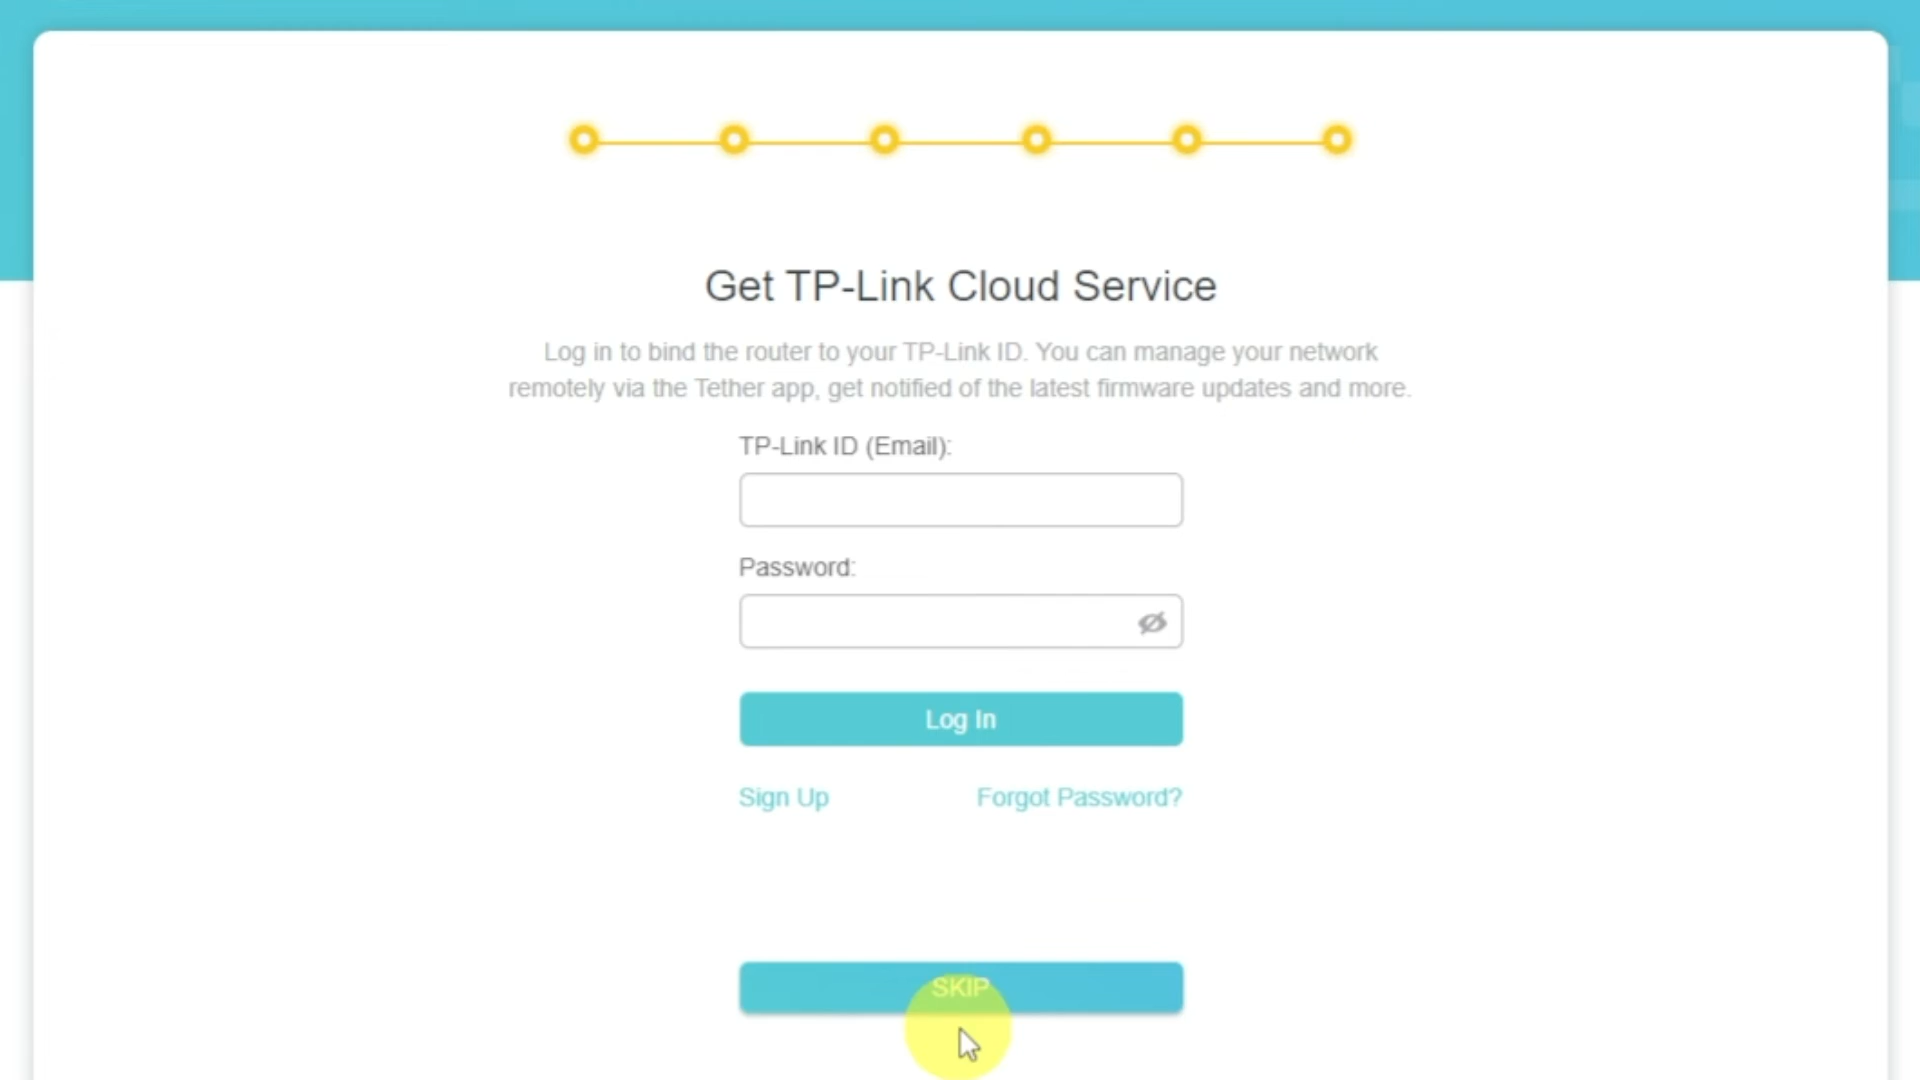 Get TP-Link Cloud Service
Log in to bind the router to your TP-Link ID. You can manage your network
remotely via the Tether app, get notified of the latest firmware updates and more.
TP-Link ID (Email):
Password:
Log In
Sign Up
Forgot Password?
SKIP